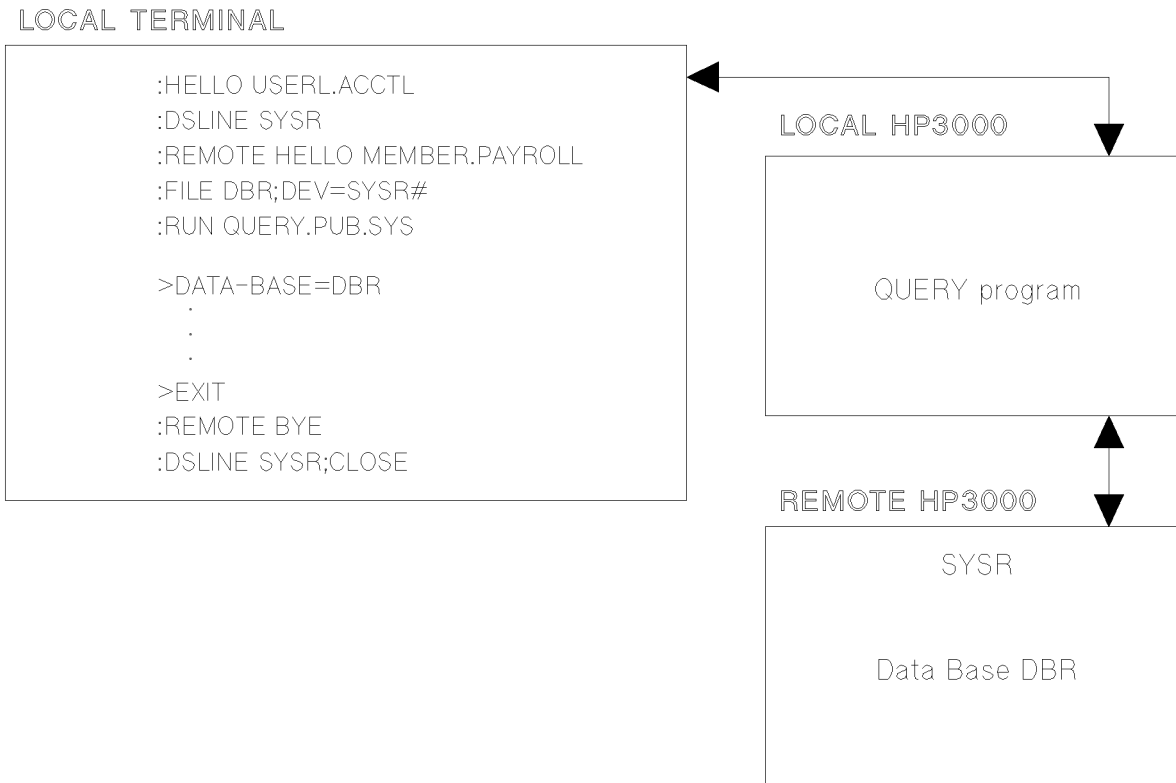 LOCAL TERMINAL
:HELLO USERL.ACCTL
:DSLINE SYSR
:REMOTE HELLO MEMBER.PAYROLL
:FILE DBR;DEV=SYSR#
:RUN QUERY.PUB.SYS
>DATA-BASE=DBR
.
.
.
>EXIT
:REMOTE BYE
:DSLINE SYSR;CLOSE
LOCAL HP3000
QUERY program
REMOTE HP3000
SYSR
Data Base DBR